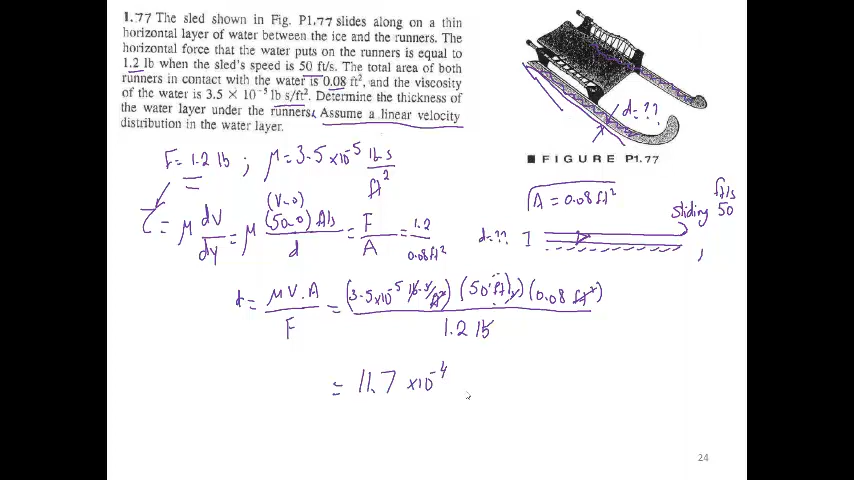 1.77 The sled shown in Fig. P1.77 slides along on a thin
horizontal layer of water between the ice and the runners. The
horizontal force that the water puts on the runners is equal to
1.2 lb when the sled's speed is 50 ft/s. The total area of both
runners in contact with the water is 0.08 ft², and the viscosity
of the water is 3.5 × 10⁻⁵ lb s/ft². Determine the thickness of
the water layer under the runners. Assume a linear velocity
distribution in the water layer.
d=??
■ FIGURE P1.77
F=1.2 lb ; μ=3.5×10⁻⁵ lb s/ft²
A=0.08 ft²
ft/s
Sliding 50
(V-0)
τ = μ dV/dy = μ (50-0) ft/s / d = F/A = 1.2/0.08ft²
d=??
d = μV.A/F = (3.5×10⁻⁵ lb.s/ft²)(50 ft/s)(0.08 ft²)/1.2 lb
= 11.7 ×10⁻⁴
24